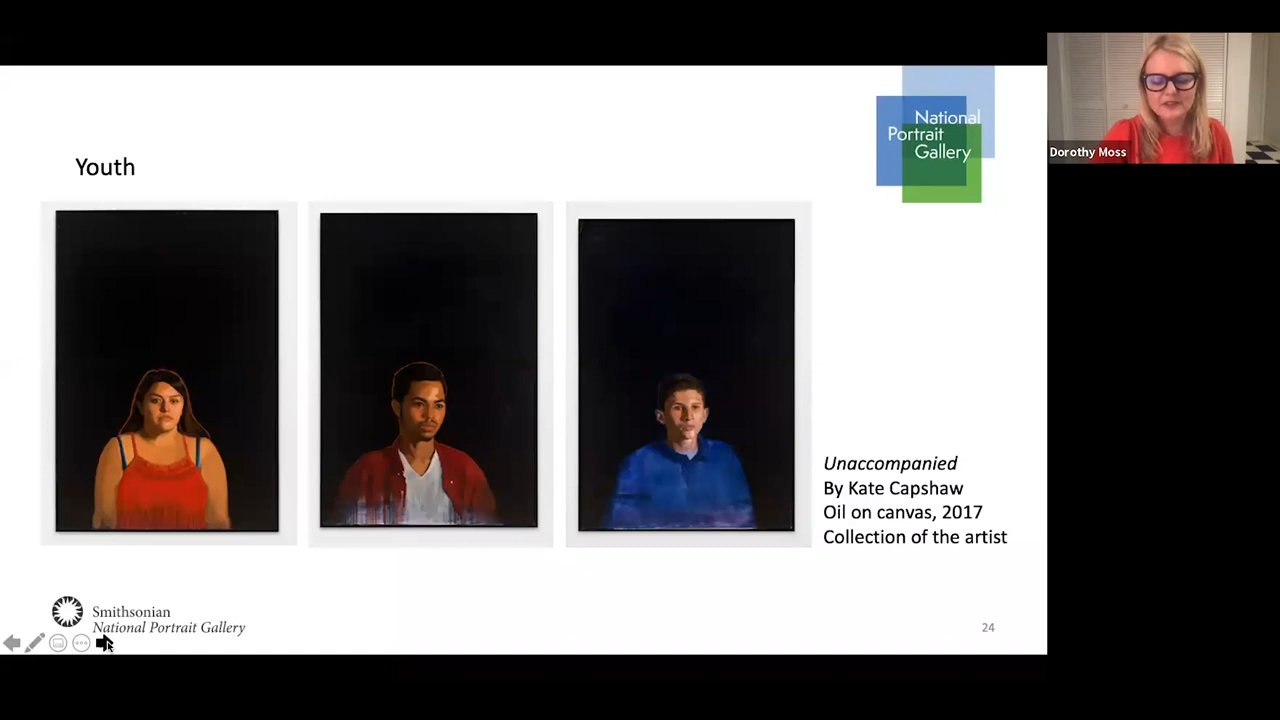 National
Portrait
Gallery
Dorothy Moss
Youth
Unaccompanied
By Kate Capshaw
Oil on canvas, 2017
Collection of the artist
Smithsonian
National Portrait Gallery
24